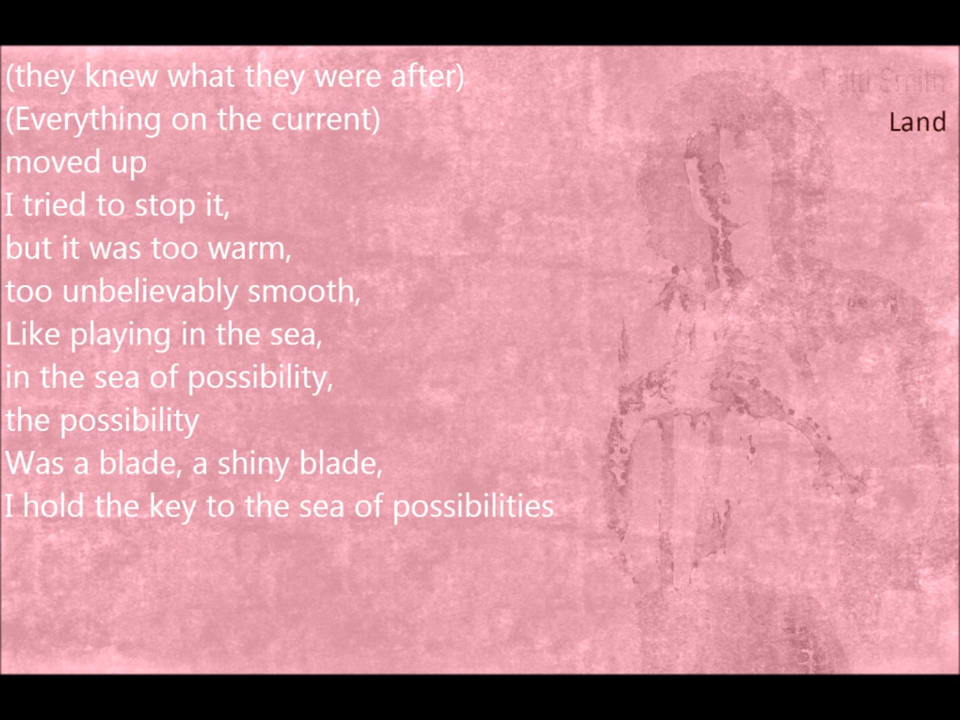 (they knew what they were after)
(Everything on the current)
moved up
I tried to stop it,
but it was too warm,
too unbelievably smooth,
Like playing in the sea,
in the sea of possibility,
the possibility
Was a blade, a shiny blade,
I hold the key to the sea of possibilities
Patti Smith
Land